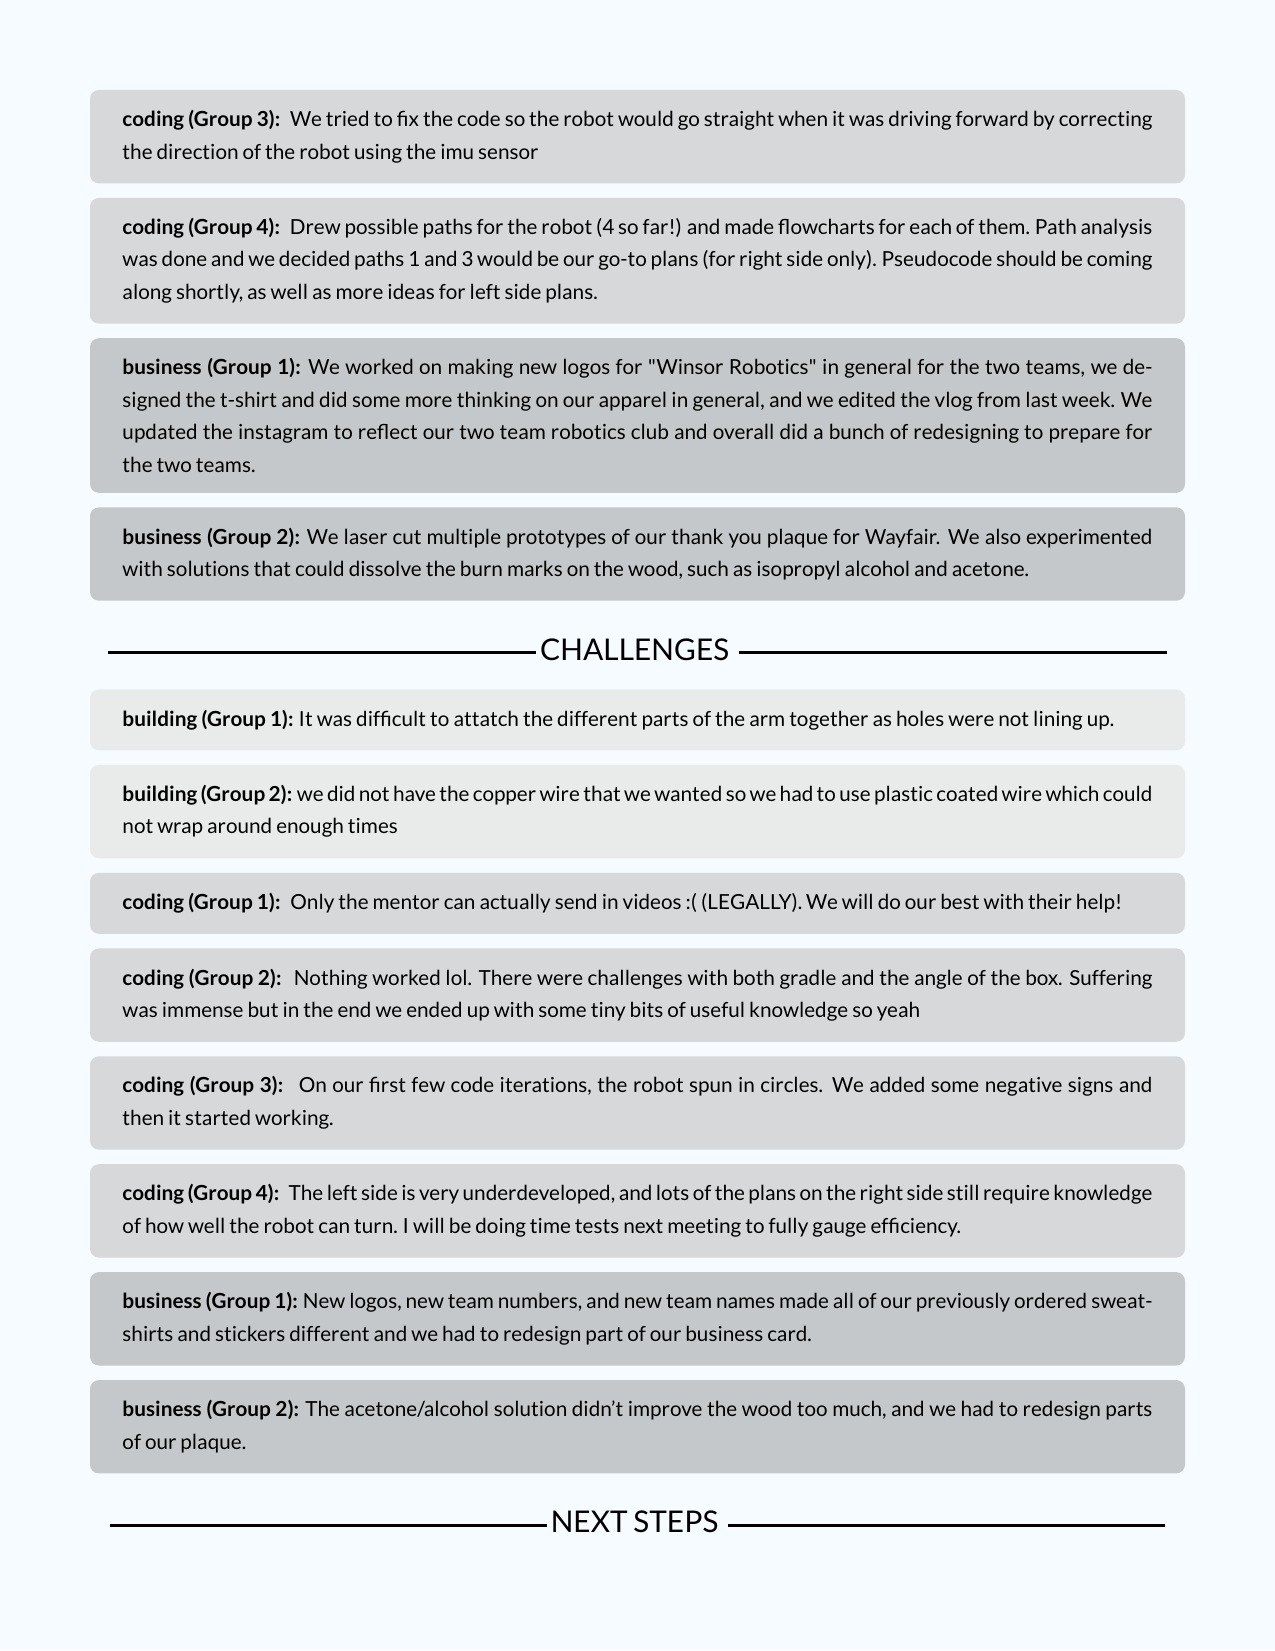 coding (Group 3): We tried to fix the code so the robot would go straight when it was driving forward by correcting
the direction of the robot using the imu sensor
coding (Group 4): Drew possible paths for the robot (4 so far!) and made flowcharts for each of them. Path analysis
was done and we decided paths 1 and 3 would be our go-to plans (for right side only). Pseudocode should be coming
along shortly, as well as more ideas for left side plans.
business (Group 1): We worked on making new logos for "Winsor Robotics" in general for the two teams, we de-
signed the t-shirt and did some more thinking on our apparel in general, and we edited the vlog from last week. We
updated the instagram to reflect our two team robotics club and overall did a bunch of redesigning to prepare for
the two teams.
business (Group 2): We laser cut multiple prototypes of our thank you plaque for Wayfair. We also experimented
with solutions that could dissolve the burn marks on the wood, such as isopropyl alcohol and acetone.
CHALLENGES
building (Group 1): It was difficult to attatch the different parts of the arm together as holes were not lining up.
building (Group 2): we did not have the copper wire that we wanted so we had to use plastic coated wire which could
not wrap around enough times
coding (Group 1): Only the mentor can actually send in videos :( (LEGALLY). We will do our best with their help!
coding (Group 2): Nothing worked lol. There were challenges with both gradle and the angle of the box. Suffering
was immense but in the end we ended up with some tiny bits of useful knowledge so yeah
coding (Group 3): On our first few code iterations, the robot spun in circles. We added some negative signs and
then it started working.
coding (Group 4): The left side is very underdeveloped, and lots of the plans on the right side still require knowledge
of how well the robot can turn. I will be doing time tests next meeting to fully gauge efficiency.
business (Group 1): New logos, new team numbers, and new team names made all of our previously ordered sweat-
shirts and stickers different and we had to redesign part of our business card.
business (Group 2): The acetone/alcohol solution didn’t improve the wood too much, and we had to redesign parts
of our plaque.
NEXT STEPS